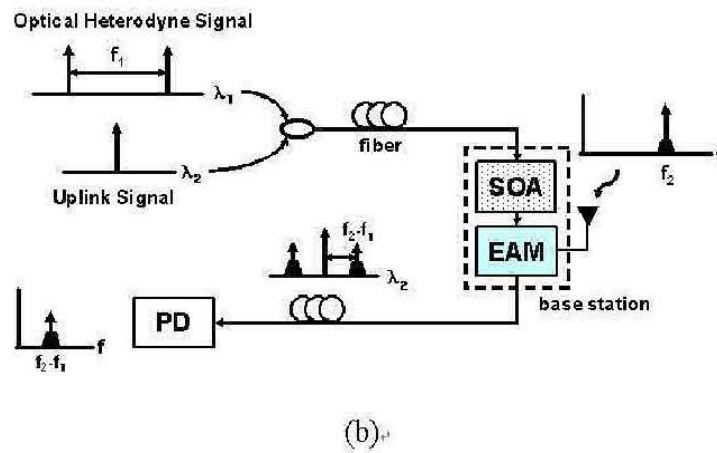 Optical Heterodyne Signal
f₁
λ₁
fiber
λ₂
Uplink Signal
SOA
f₂
EAM
f₂-f₁
λ₂
base station
PD
f
f₂-f₁
(b)↵